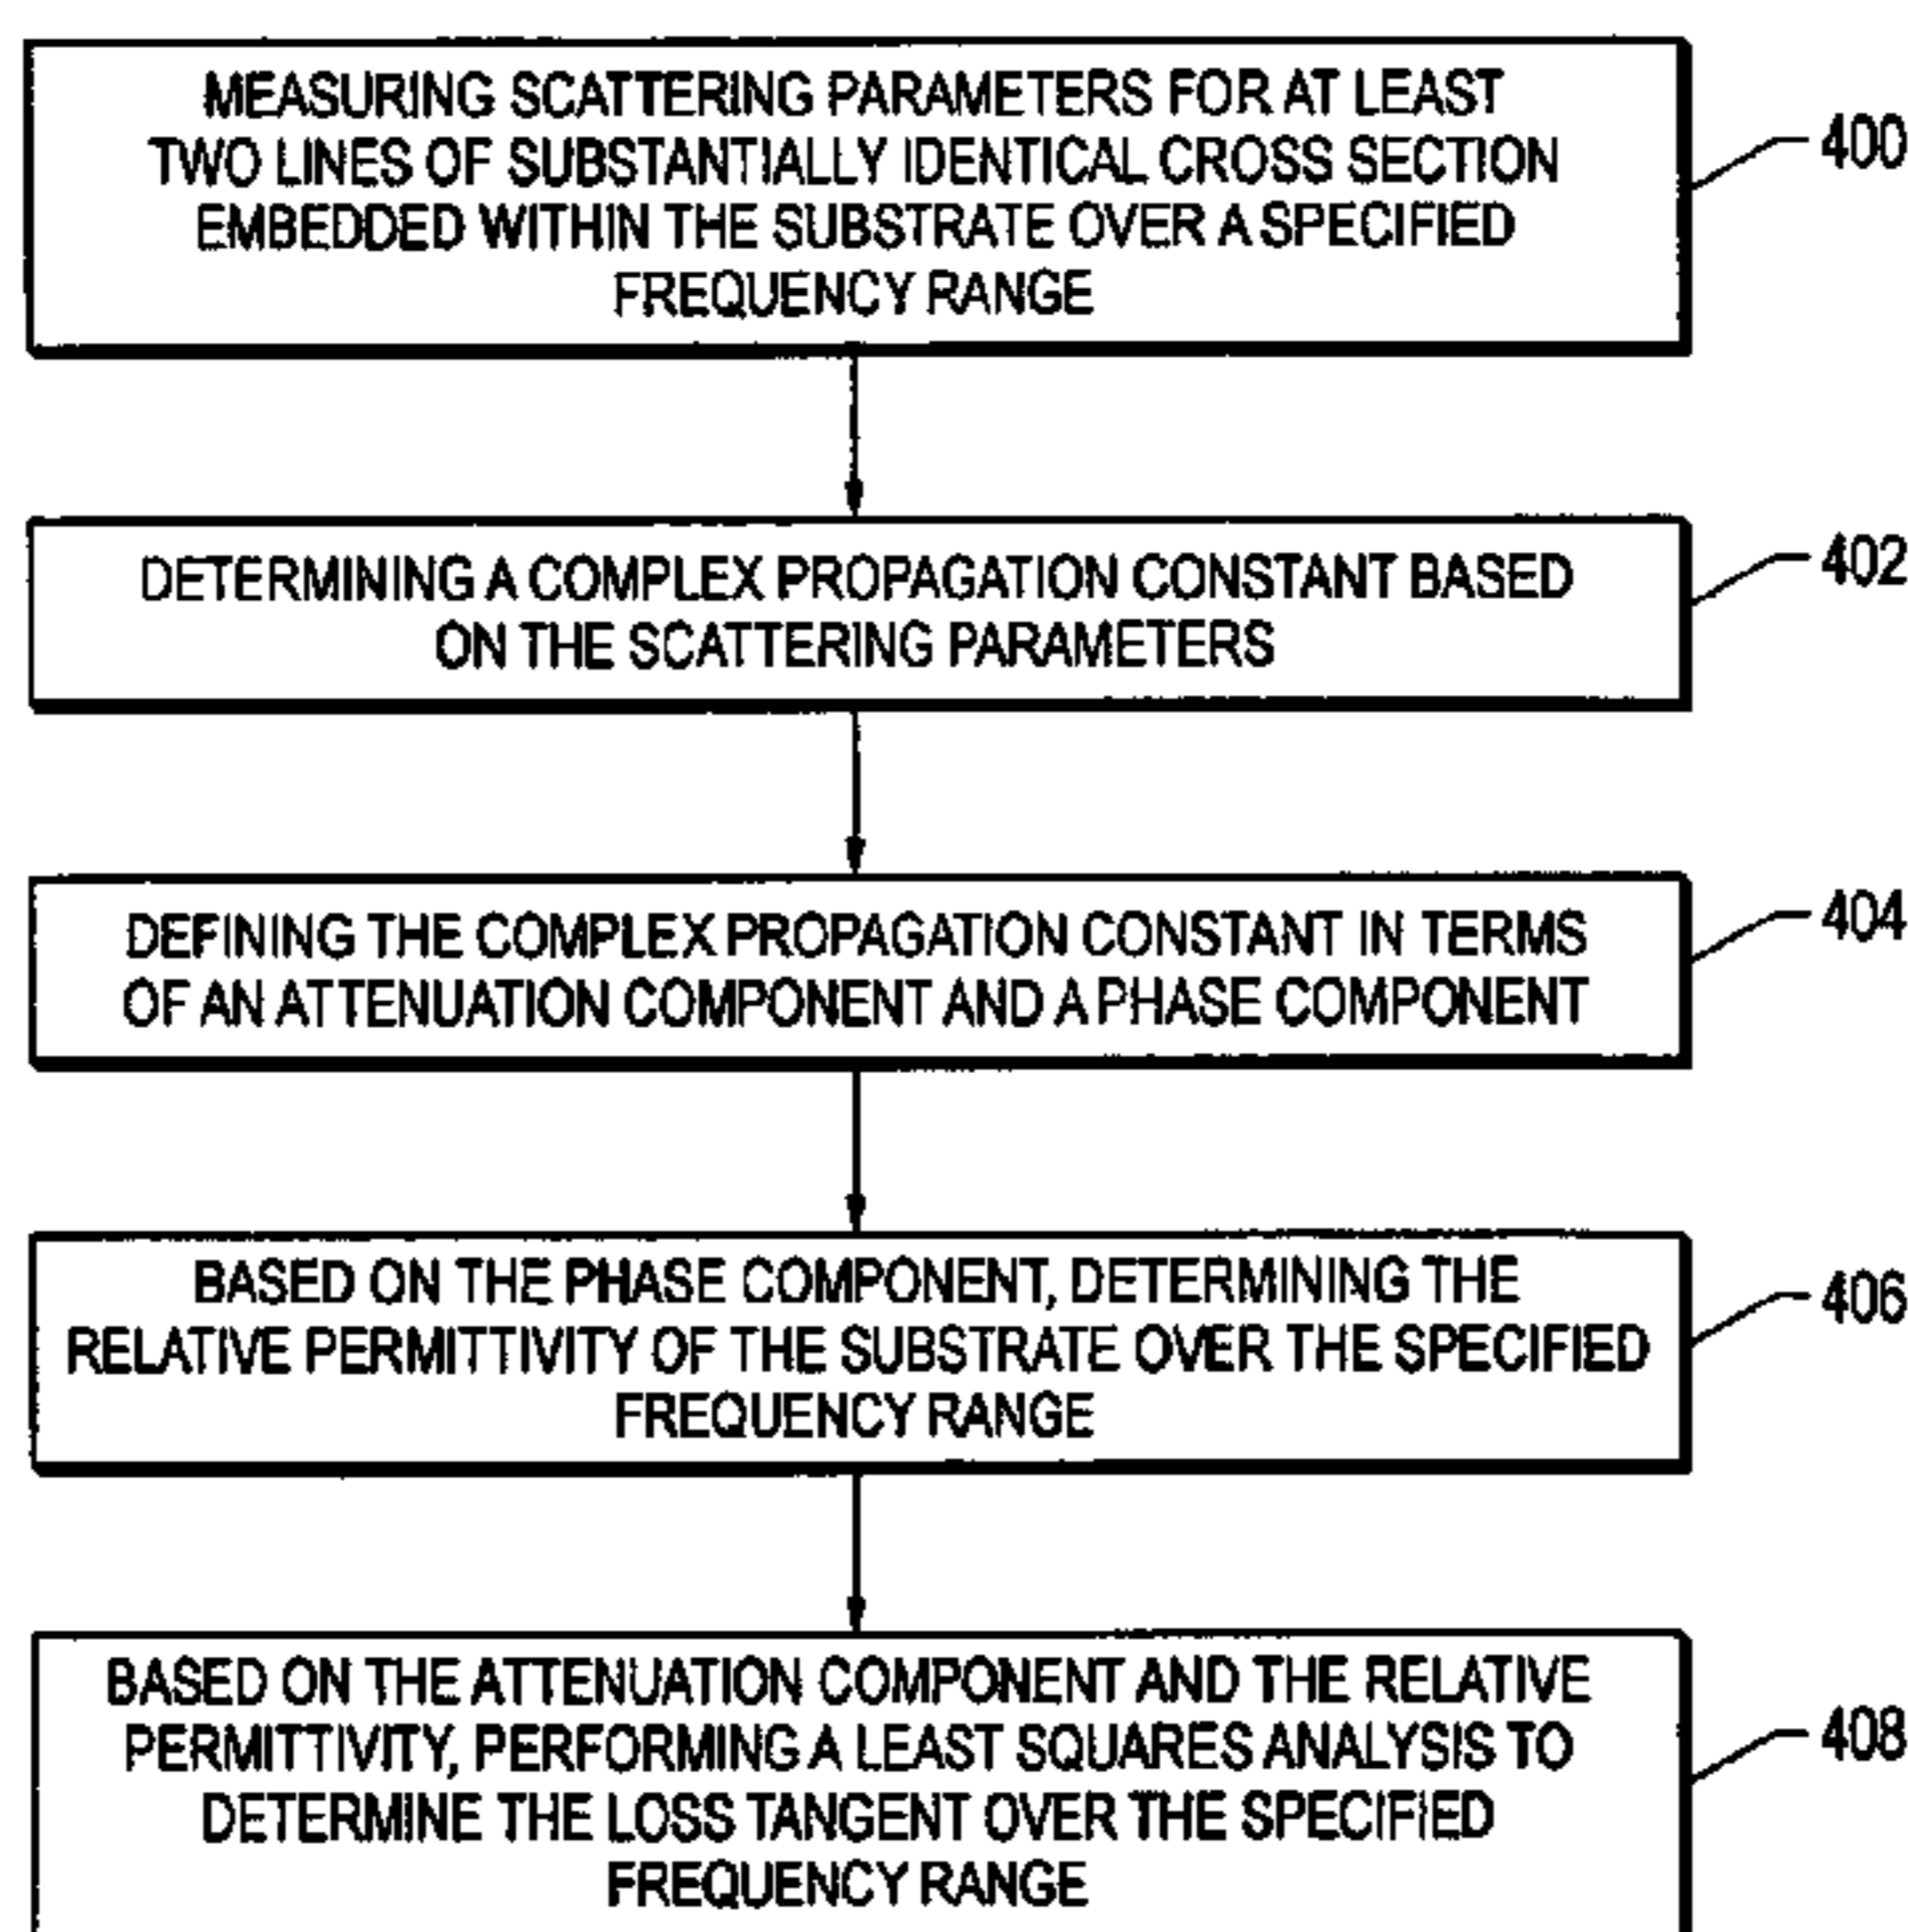 MEASURING SCATTERING PARAMETERS FOR AT LEAST
TWO LINES OF SUBSTANTIALLY IDENTICAL CROSS SECTION
EMBEDDED WITHIN THE SUBSTRATE OVER A SPECIFIED
FREQUENCY RANGE
400
DETERMINING A COMPLEX PROPAGATION CONSTANT BASED
ON THE SCATTERING PARAMETERS
402
DEFINING THE COMPLEX PROPAGATION CONSTANT IN TERMS
OF AN ATTENUATION COMPONENT AND A PHASE COMPONENT
404
BASED ON THE PHASE COMPONENT, DETERMINING THE
RELATIVE PERMITTIVITY OF THE SUBSTRATE OVER THE SPECIFIED
FREQUENCY RANGE
406
BASED ON THE ATTENUATION COMPONENT AND THE RELATIVE
PERMITTIVITY, PERFORMING A LEAST SQUARES ANALYSIS TO
DETERMINE THE LOSS TANGENT OVER THE SPECIFIED
FREQUENCY RANGE
408